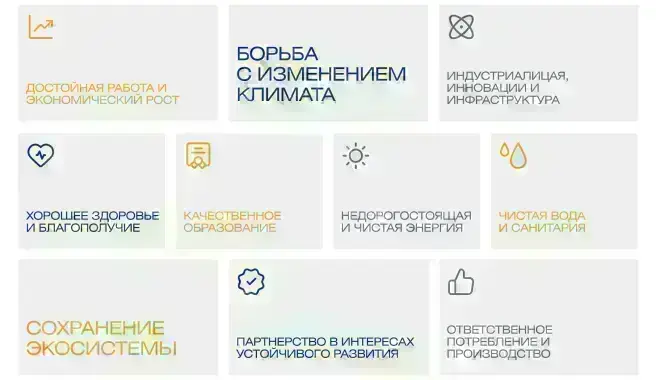 ДОСТОЙНАЯ РАБОТА И
ЭКОНОМИЧЕСКИЙ РОСТ
БОРЬБА
С ИЗМЕНЕНИЕМ
КЛИМАТА
ИНДУСТРИАЛИЦАЯ,
ИННОВАЦИИ И
ИНФРАСТРУКТУРА
ХОРОШЕЕ ЗДОРОВЬЕ
И БЛАГОПОЛУЧИЕ
КАЧЕСТВЕННОЕ
ОБРАЗОВАНИЕ
НЕДОРОГОСТОЯЩАЯ
И ЧИСТАЯ ЭНЕРГИЯ
ЧИСТАЯ ВОДА
И САНИТАРИЯ
СОХРАНЕНИЕ
ЭКОСИСТЕМЫ
ПАРТНЕРСТВО В ИНТЕРЕСАХ
УСТОЙЧИВОГО РАЗВИТИЯ
ОТВЕТСТВЕННОЕ
ПОТРЕБЛЕНИЕ И
ПРОИЗВОДСТВО